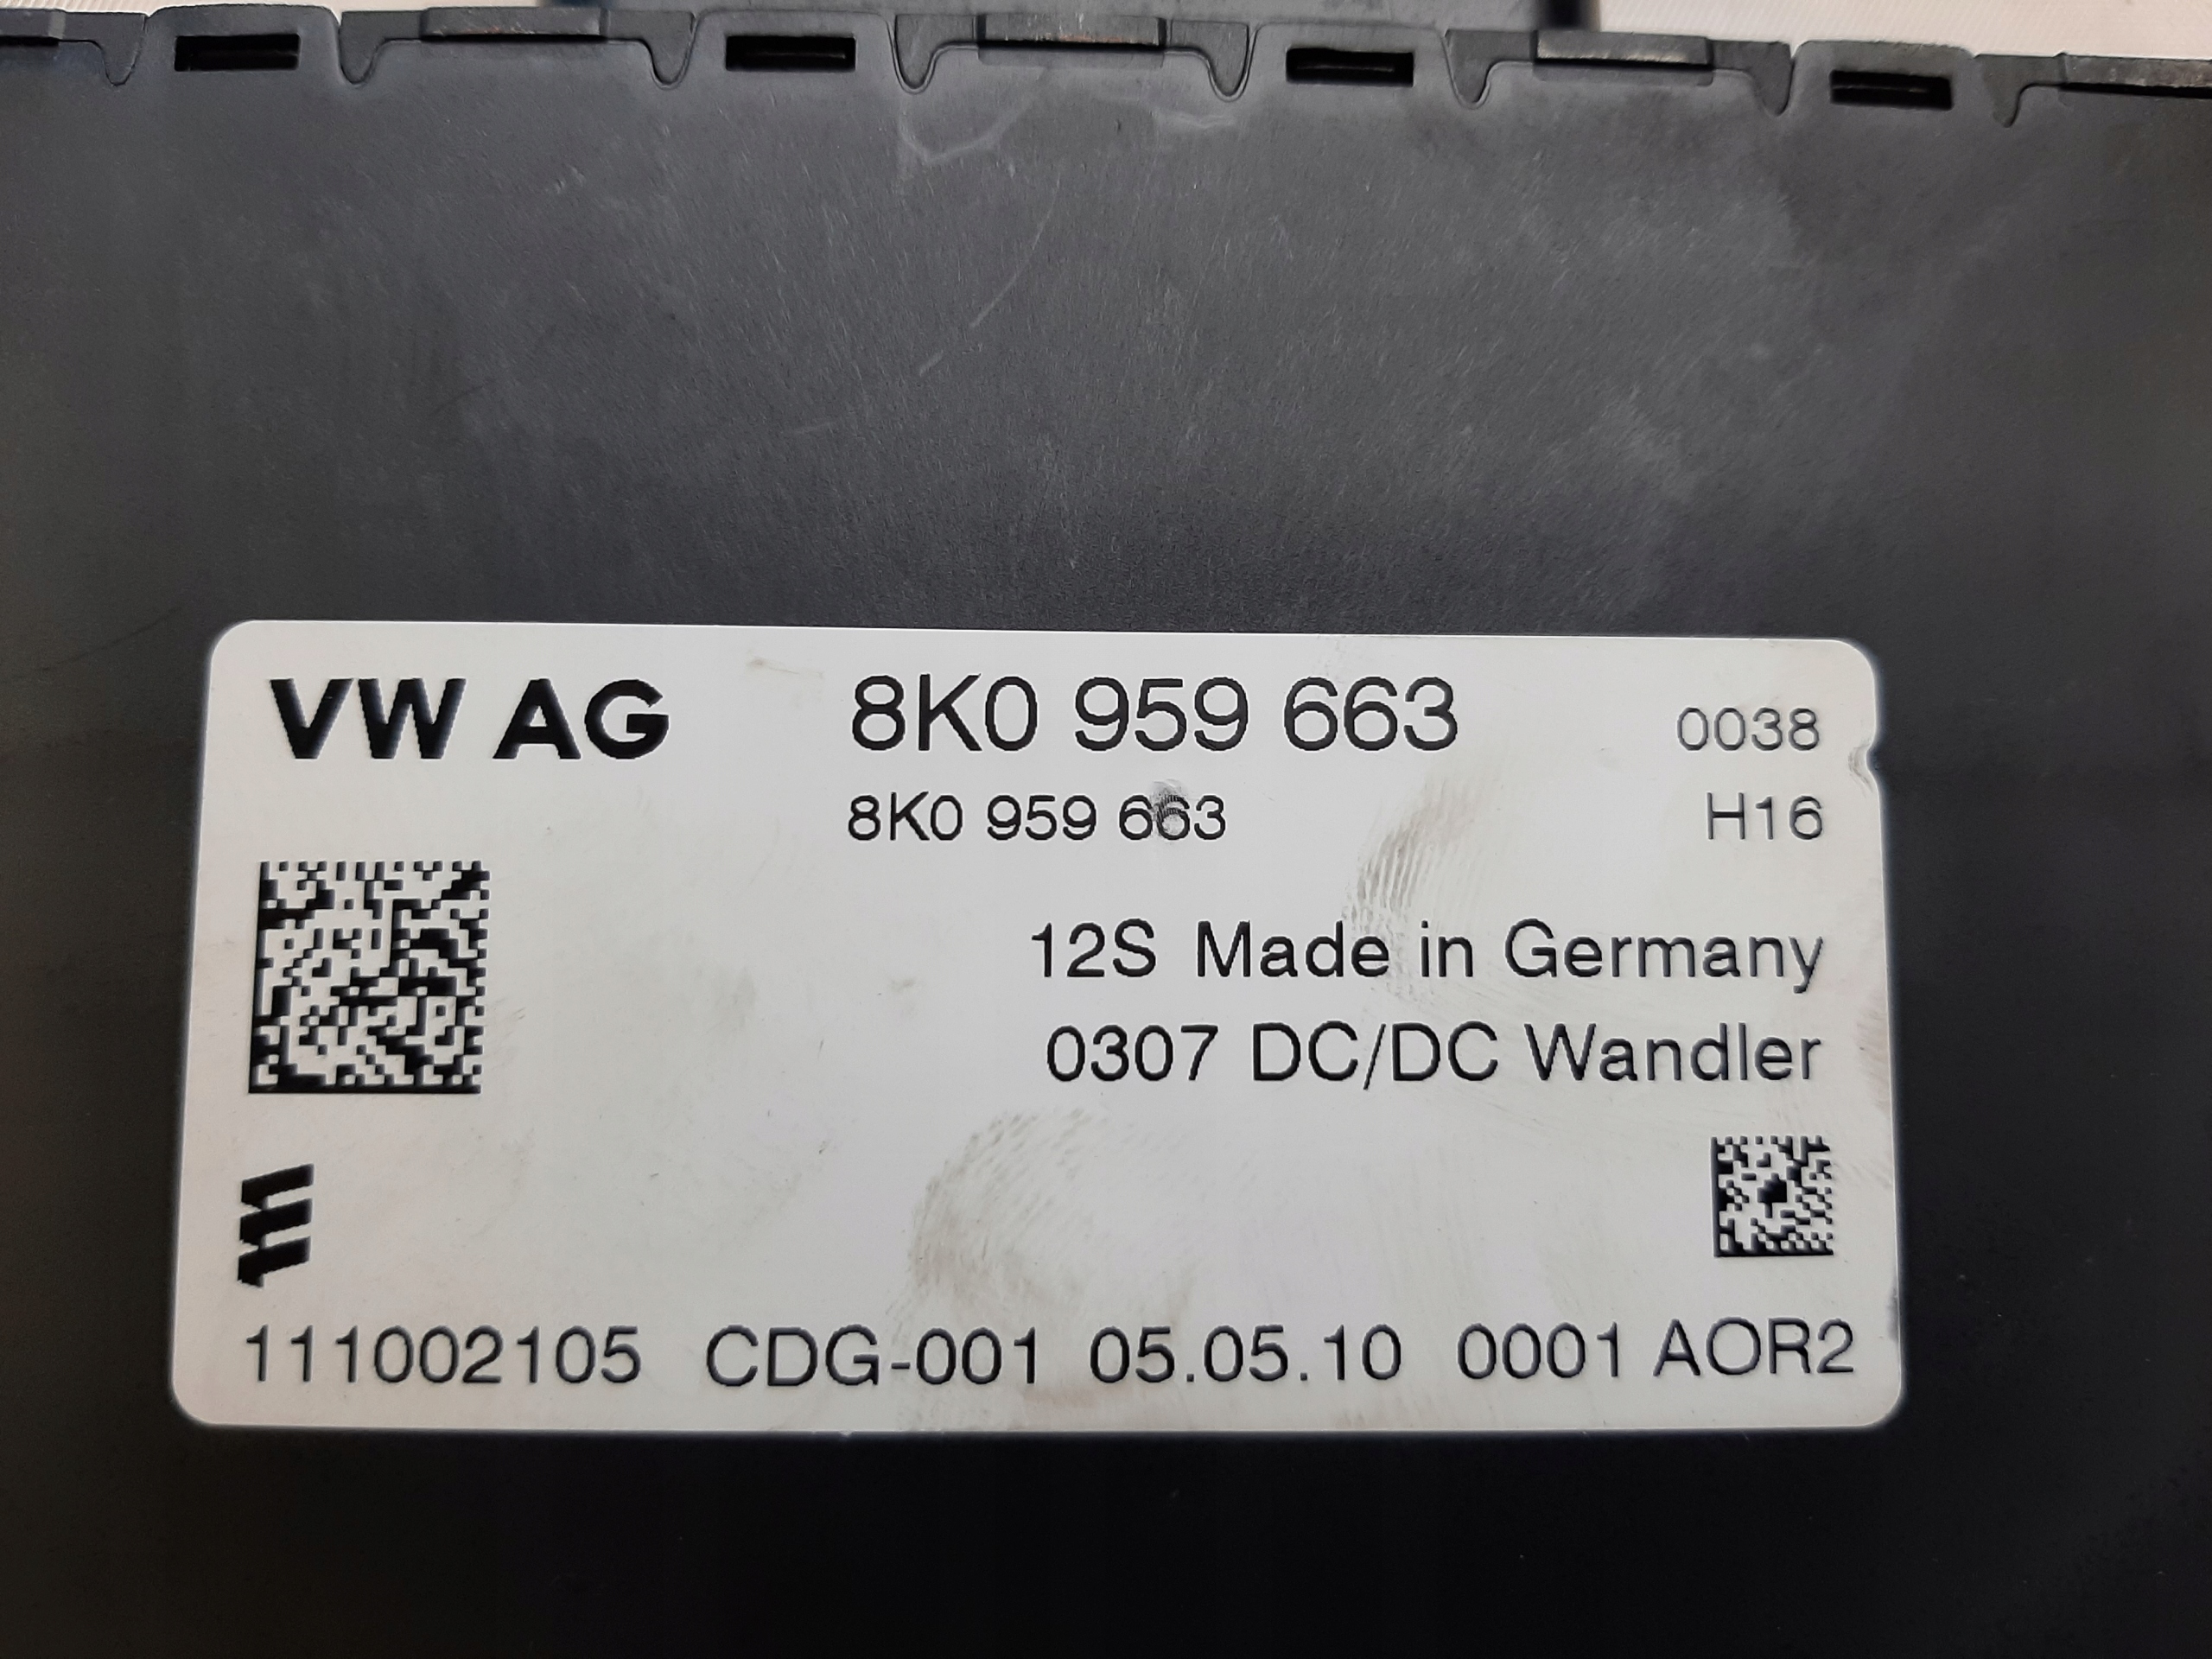 VW AG 8K0 959 663 0038
8K0 959 663 H16
12S Made in Germany
0307 DC/DC Wandler
111002105 CDG-001 05.05.10 0001 AOR2